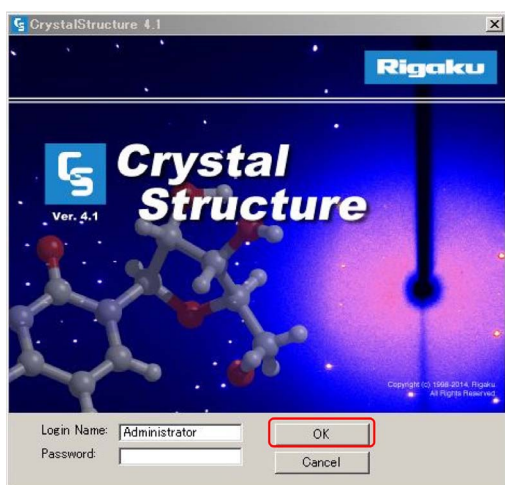 CrystalStructure 4.1
Rigaku
Crystal
Structure
Ver. 4.1
Copyright (c) 1998-2014, Rigaku
All Rights Reserved.
Login Name: Administrator
OK
Password:
Cancel